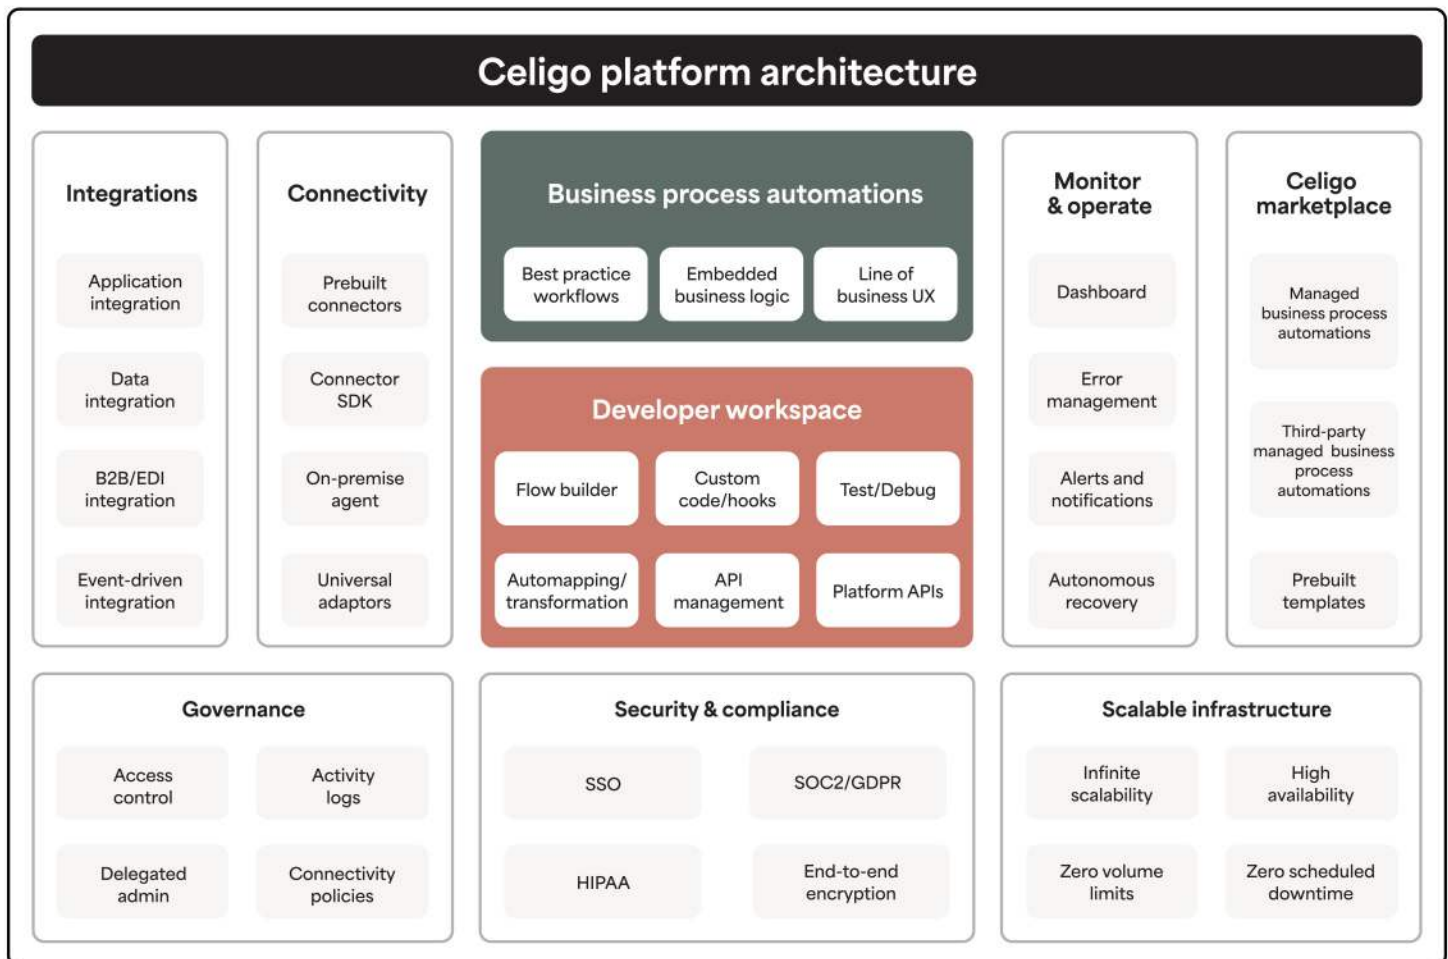 Celigo platform architecture
Integrations
Application
integration
Data
integration
B2B/EDI
integration
Event-driven
integration
Connectivity
Prebuilt
connectors
Connector
SDK
On-premise
agent
Universal
adaptors
Business process automations
Best practice
workflows
Embedded
business logic
Line of
business UX
Developer workspace
Flow builder
Custom
code/hooks
Test/Debug
Automapping/
transformation
API
management
Platform APIs
Monitor
& operate
Dashboard
Error
management
Alerts and
notifications
Autonomous
recovery
Celigo
marketplace
Managed
business process
automations
Third-party
managed business
process
automations
Prebuilt
templates
Governance
Access
control
Activity
logs
Delegated
admin
Connectivity
policies
Security & compliance
SSO
SOC2/GDPR
HIPAA
End-to-end
encryption
Scalable infrastructure
Infinite
scalability
High
availability
Zero volume
limits
Zero scheduled
downtime